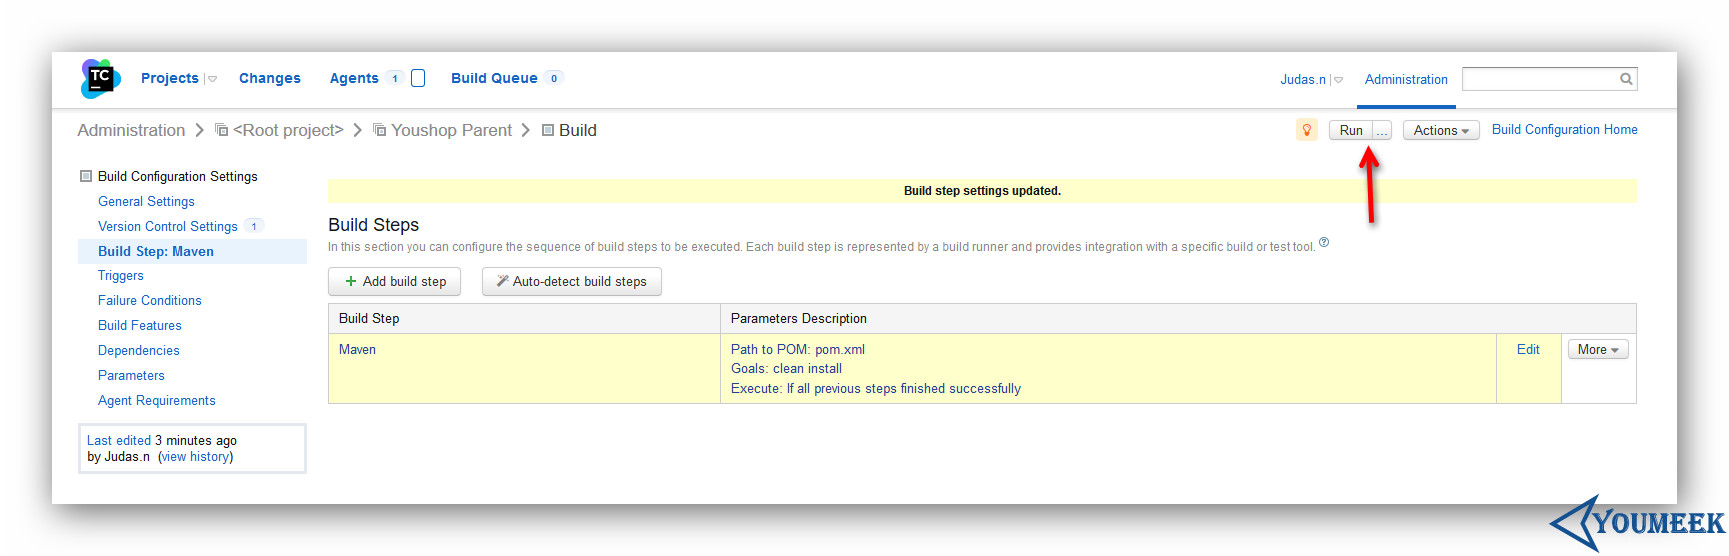 TC
Projects
Changes
Agents 1
Build Queue 0
Judas.n
Administration
Administration > <Root project> > Youshop Parent > Build
Run ...
Actions
Build Configuration Home
Build Configuration Settings
General Settings
Version Control Settings 1
Build Step: Maven
Triggers
Failure Conditions
Build Features
Dependencies
Parameters
Agent Requirements
Last edited 3 minutes ago
by Judas.n (view history)
Build step settings updated.
Build Steps
In this section you can configure the sequence of build steps to be executed. Each build step is represented by a build runner and provides integration with a specific build or test tool. ?
+ Add build step
Auto-detect build steps
Build Step
Parameters Description
Maven
Path to POM: pom.xml
Goals: clean install
Execute: If all previous steps finished successfully
Edit
More
YOUMEEK